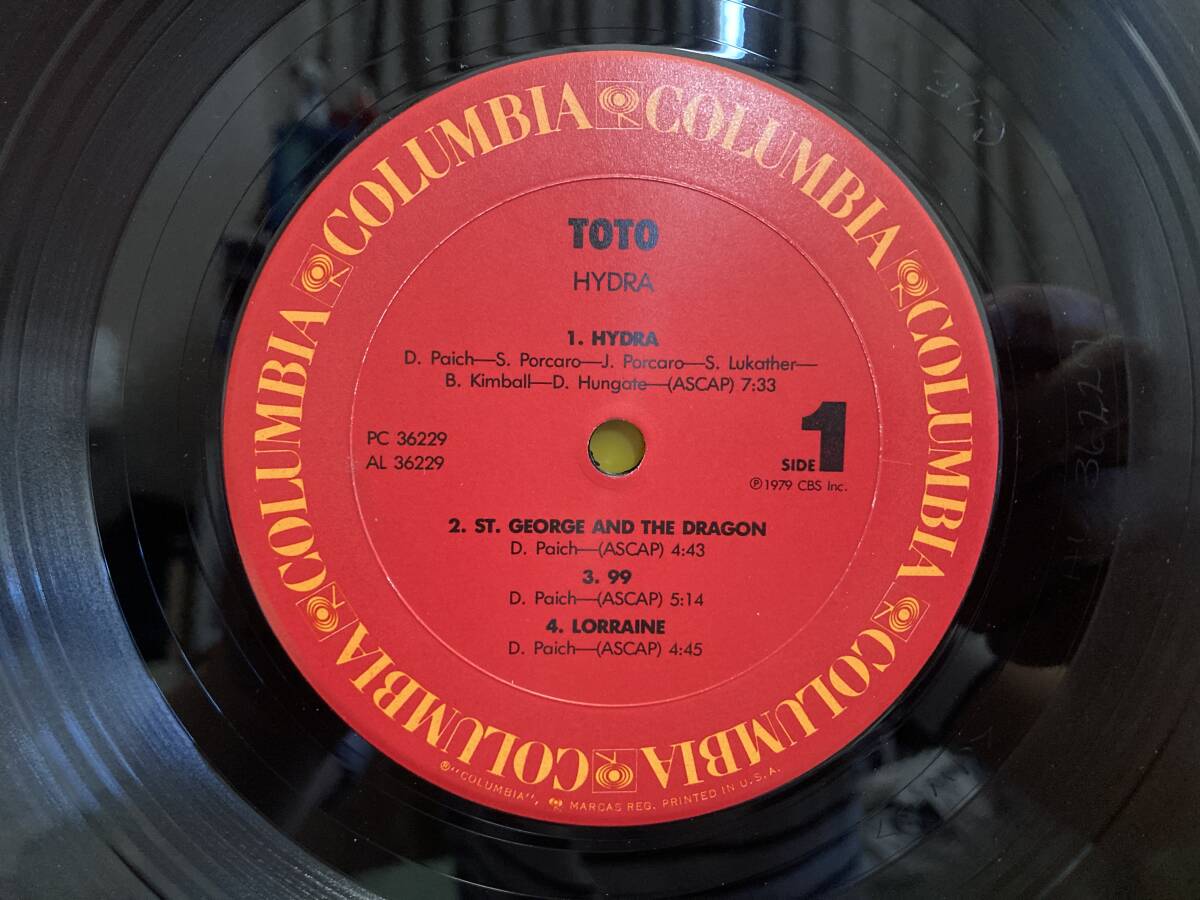 COLUMBIA COLUMBIA COLUMBIA COLUMBIA COLUMBIA COLUMBIA COLUMBIA COLUMBIA
TOTO
HYDRA
1. HYDRA
D. Paich—S. Porcaro—J. Porcaro—S. Lukather—
B. Kimball—D. Hungate—(ASCAP) 7:33
PC 36229
AL 36229
SIDE 1
℗1979 CBS Inc.
2. ST. GEORGE AND THE DRAGON
D. Paich—(ASCAP) 4:43
3. 99
D. Paich—(ASCAP) 5:14
4. LORRAINE
D. Paich—(ASCAP) 4:45
®"COLUMBIA", MARCAS REG. PRINTED IN U.S.A.